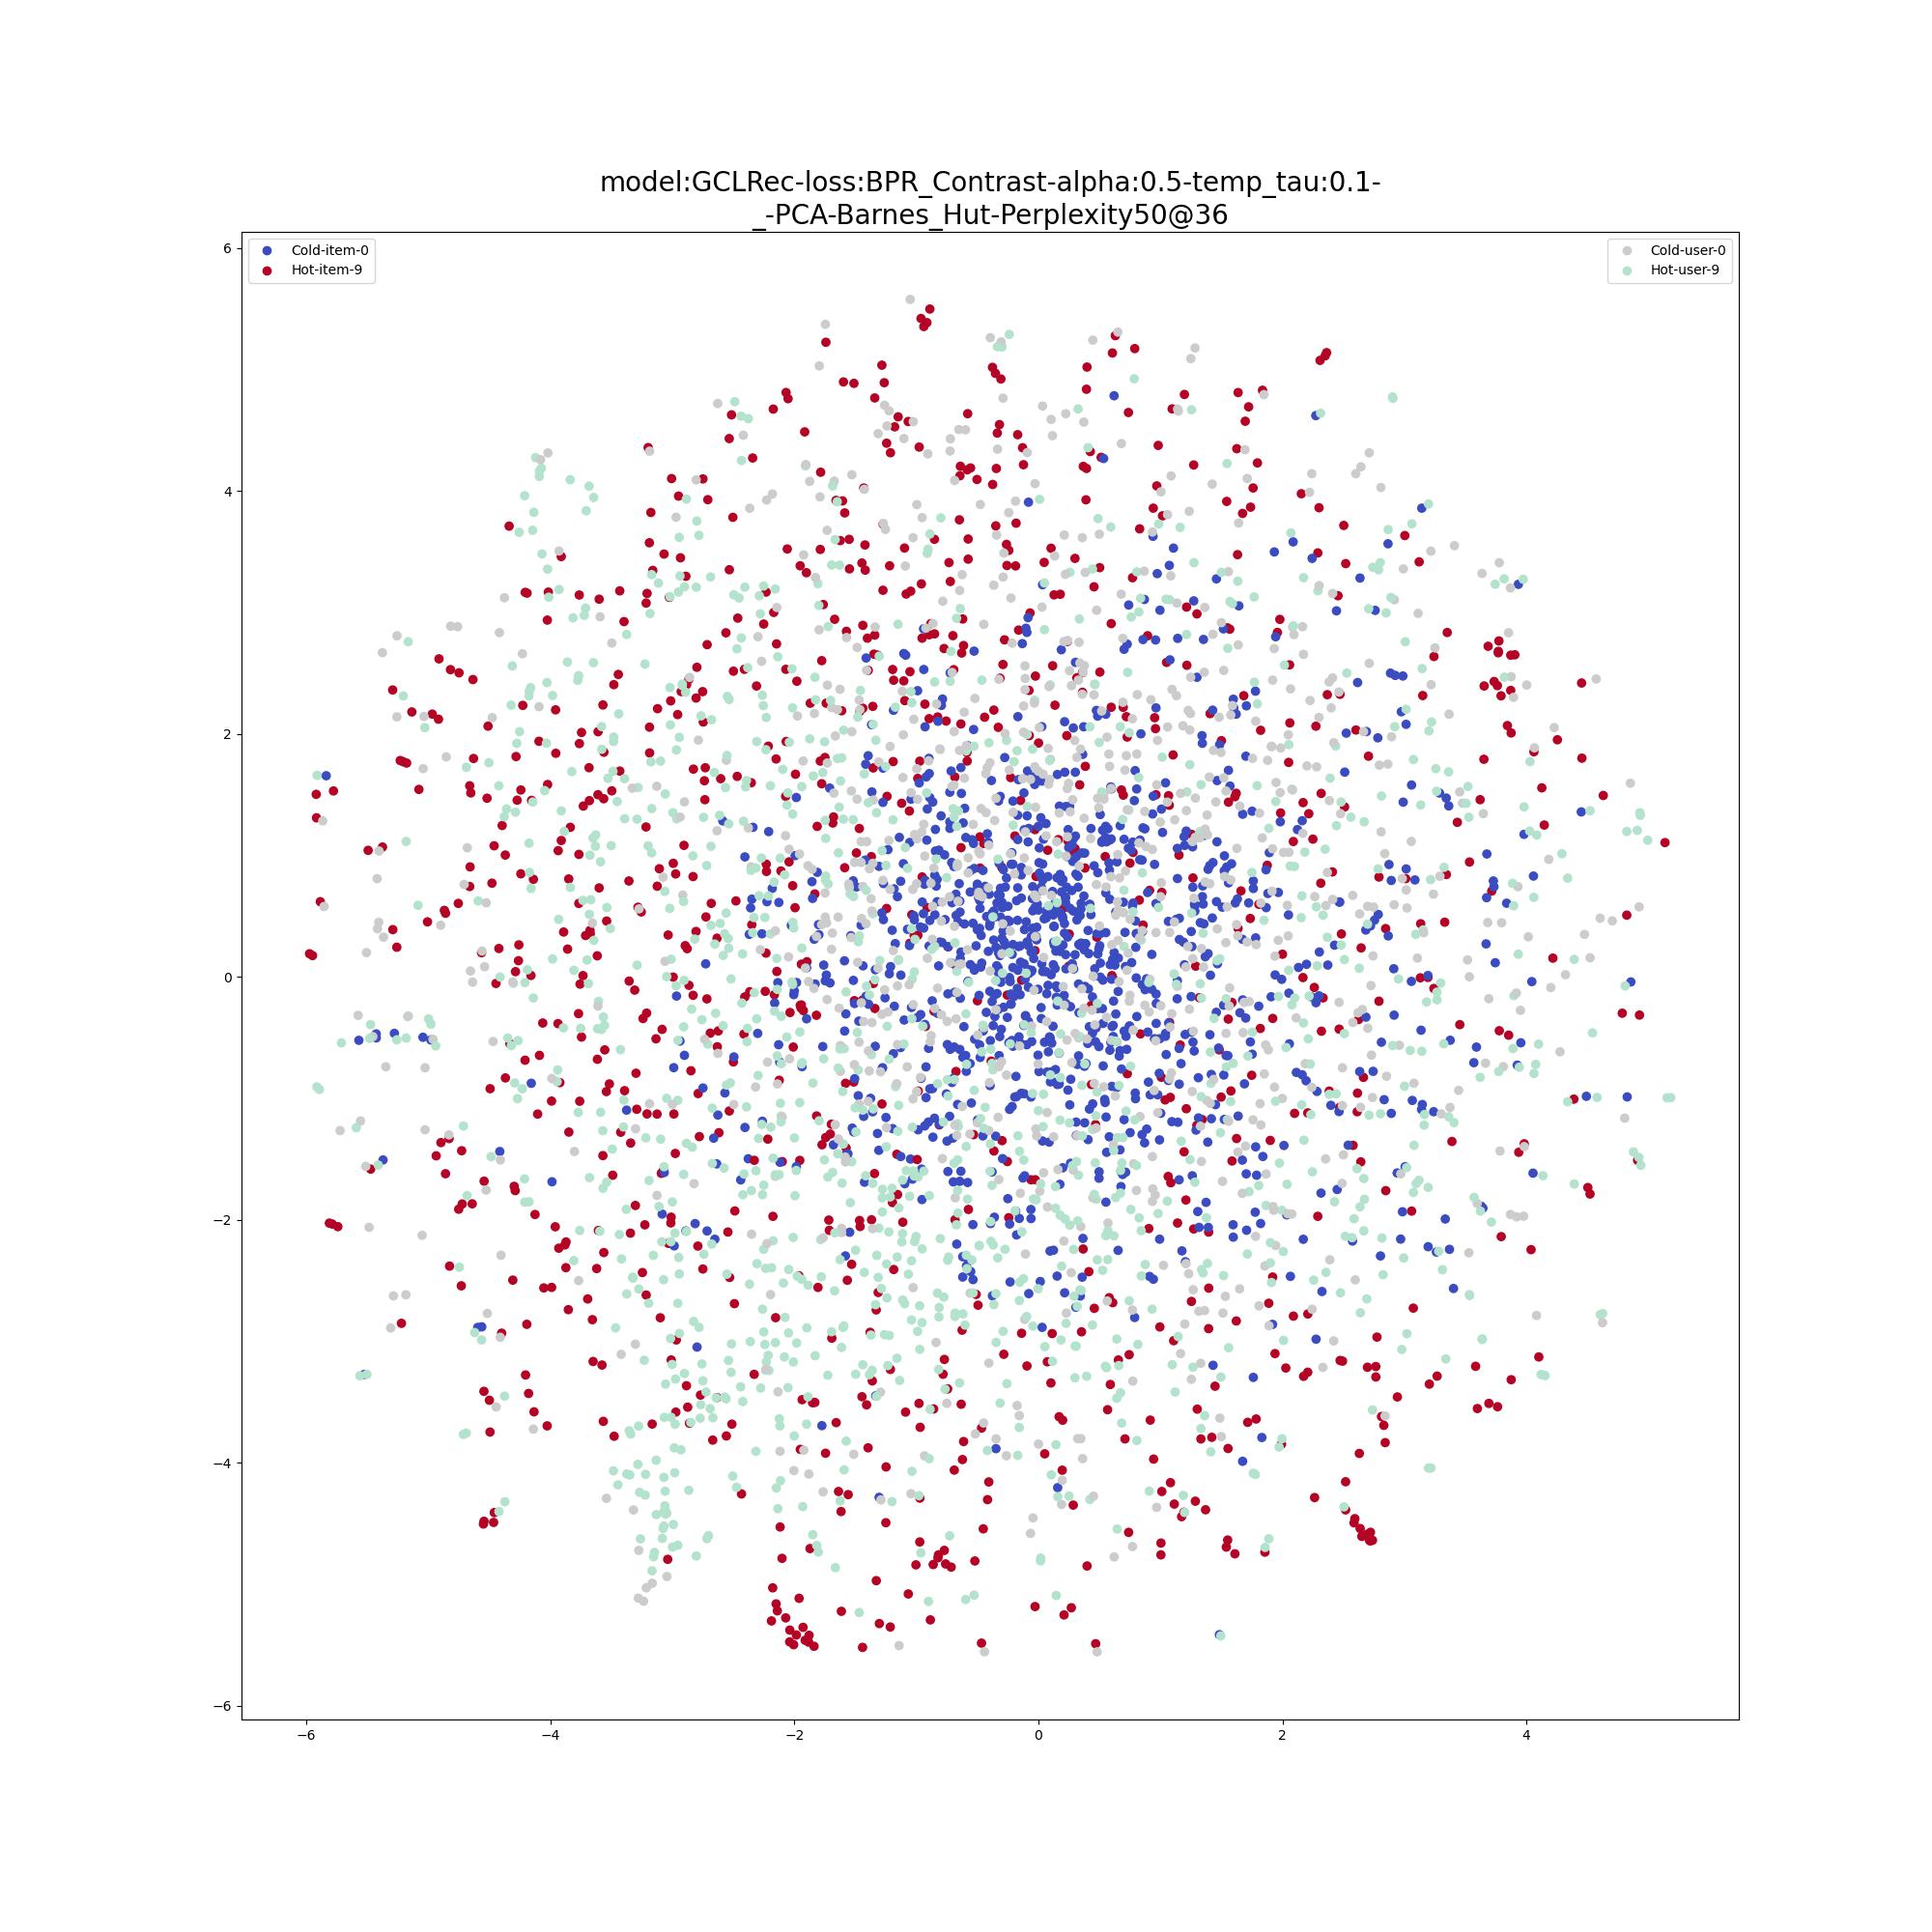 model:GCLRec-loss:BPR_Contrast-alpha:0.5-temp_tau:0.1-
_-PCA-Barnes_Hut-Perplexity50@36
Cold-item-0
Hot-item-9
Cold-user-0
Hot-user-9
6
4
2
0
−2
−4
−6
−6
−4
−2
0
2
4